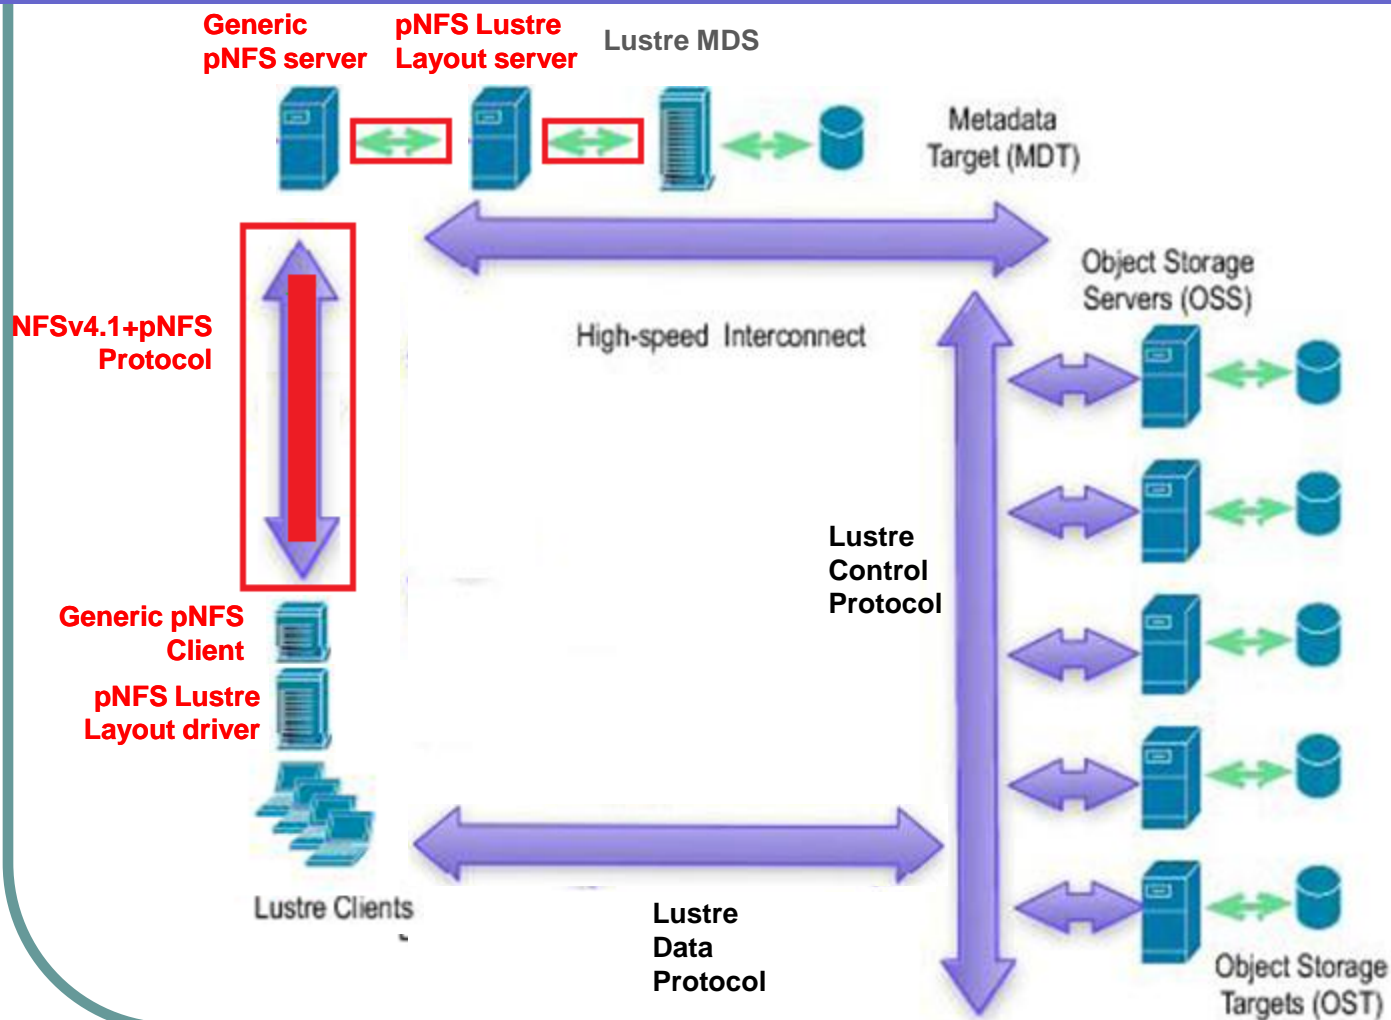 Generic
pNFS server
pNFS Lustre
Layout server
Lustre MDS
Metadata
Target (MDT)
Object Storage
Servers (OSS)
NFSv4.1+pNFS
Protocol
High-speed Interconnect
Lustre
Control
Protocol
Generic pNFS
Client
pNFS Lustre
Layout driver
Lustre Clients
Lustre
Data
Protocol
Object Storage
Targets (OST)